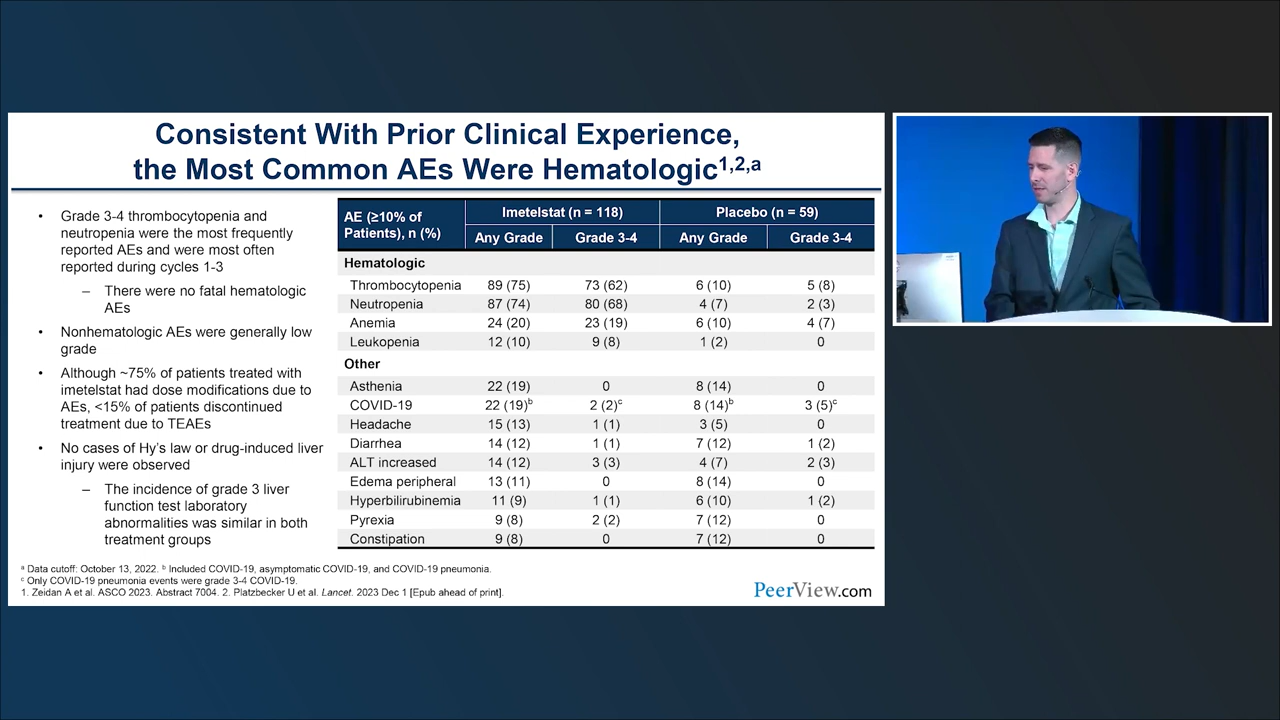 Consistent With Prior Clinical Experience,
the Most Common AEs Were Hematologic1,2,a
• Grade 3-4 thrombocytopenia and
neutropenia were the most frequently
reported AEs and were most often
reported during cycles 1-3
– There were no fatal hematologic
AEs
• Nonhematologic AEs were generally low
grade
• Although ~75% of patients treated with
imetelstat had dose modifications due to
AEs, <15% of patients discontinued
treatment due to TEAEs
• No cases of Hy's law or drug-induced liver
injury were observed
– The incidence of grade 3 liver
function test laboratory
abnormalities was similar in both
treatment groups
AE (≥10% of
Patients), n (%)
Imetelstat (n = 118) Placebo (n = 59)
Any Grade Grade 3-4 Any Grade Grade 3-4
Hematologic
Thrombocytopenia 89 (75) 73 (62) 6 (10) 5 (8)
Neutropenia 87 (74) 80 (68) 4 (7) 2 (3)
Anemia 24 (20) 23 (19) 6 (10) 4 (7)
Leukopenia 12 (10) 9 (8) 1 (2) 0
Other
Asthenia 22 (19) 0 8 (14) 0
COVID-19 22 (19)b 2 (2)c 8 (14)b 3 (5)c
Headache 15 (13) 1 (1) 3 (5) 0
Diarrhea 14 (12) 1 (1) 7 (12) 1 (2)
ALT increased 14 (12) 3 (3) 4 (7) 2 (3)
Edema peripheral 13 (11) 0 8 (14) 0
Hyperbilirubinemia 11 (9) 1 (1) 6 (10) 1 (2)
Pyrexia 9 (8) 2 (2) 7 (12) 0
Constipation 9 (8) 0 7 (12) 0
a Data cutoff: October 13, 2022. b Included COVID-19, asymptomatic COVID-19, and COVID-19 pneumonia.
c Only COVID-19 pneumonia events were grade 3-4 COVID-19.
1. Zeidan A et al. ASCO 2023. Abstract 7004. 2. Platzbecker U et al. Lancet. 2023 Dec 1 [Epub ahead of print].
PeerView.com